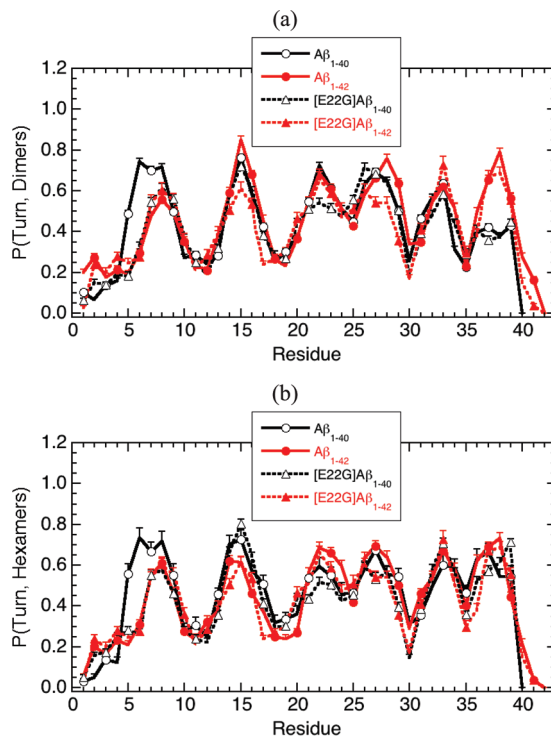 (a)
Aβ1-40
Aβ1-42
[E22G]Aβ1-40
[E22G]Aβ1-42
P(Turn, Dimers)
1.2
1.0
0.8
0.6
0.4
0.2
0.0
0 5 10 15 20 25 30 35 40
Residue
(b)
Aβ1-40
Aβ1-42
[E22G]Aβ1-40
[E22G]Aβ1-42
P(Turn, Hexamers)
1.2
1.0
0.8
0.6
0.4
0.2
0.0
0 5 10 15 20 25 30 35 40
Residue